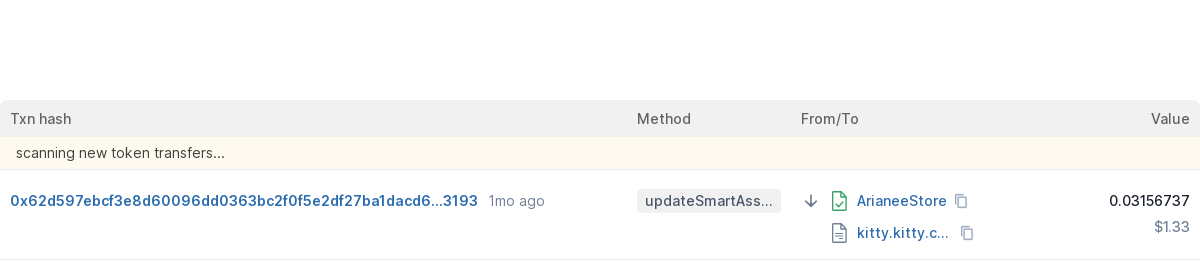 Txn hash Method From/To Value
scanning new token transfers...
0x62d597ebcf3e8d60096dd0363bc2f0f5e2df27ba1dacd6...3193 1mo ago updateSmartAss... ArianeeStore 0.03156737
kitty.kitty.c... $1.33